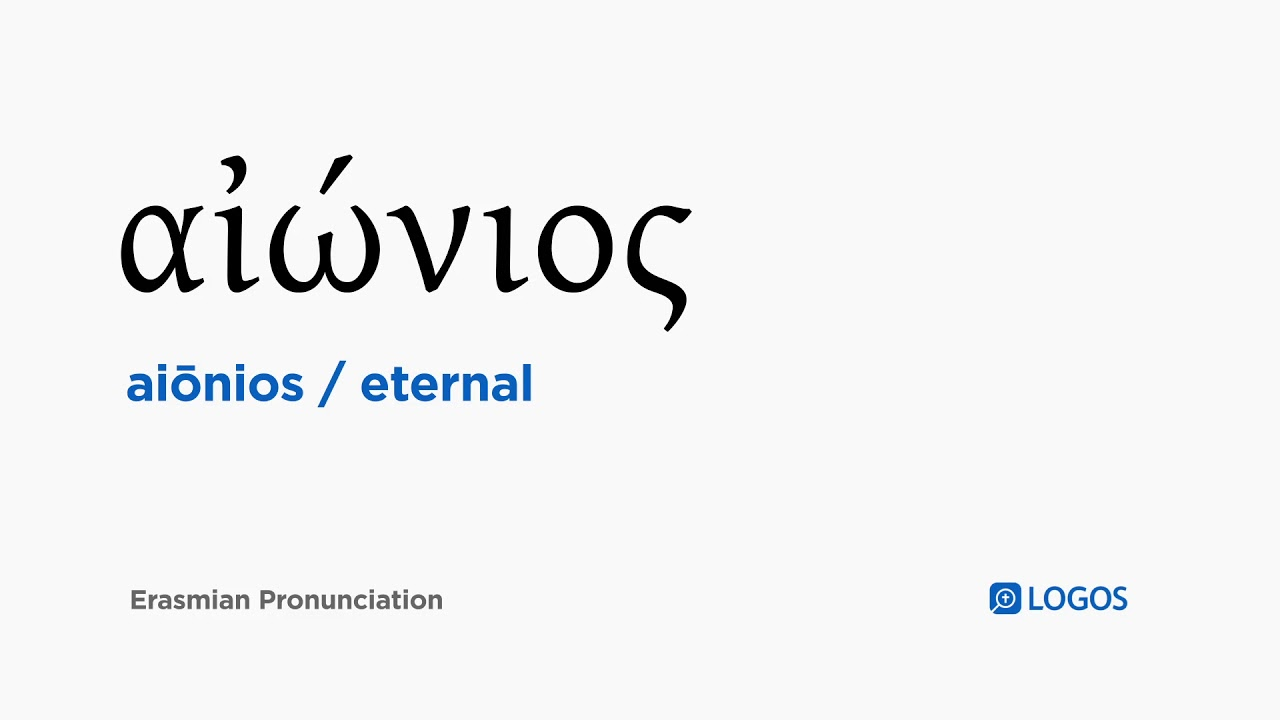 αἰώνιος
aiōnios / eternal
Erasmian Pronunciation
LOGOS